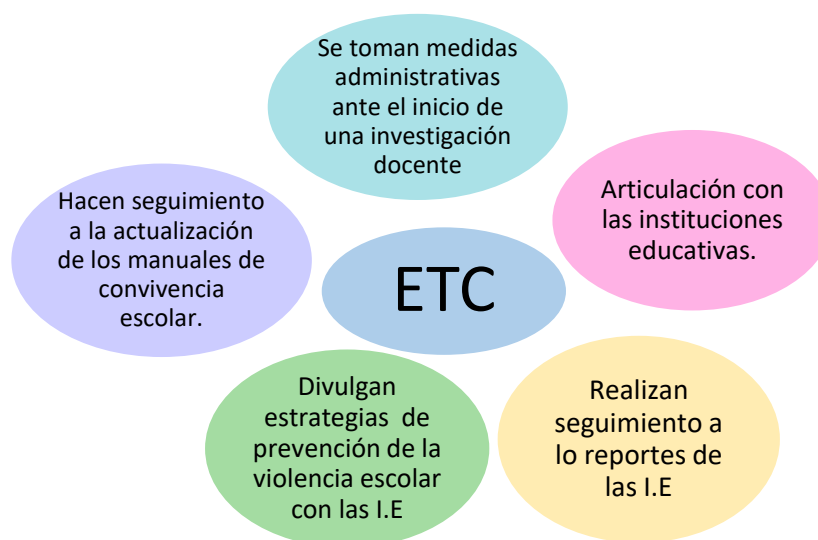 Se toman medidas
administrativas
ante el inicio de
una investigación
docente
Hacen seguimiento
a la actualización
de los manuales de
convivencia
escolar.
Articulación con
las instituciones
educativas.
ETC
Divulgan
estrategias de
prevención de la
violencia escolar
con las I.E
Realizan
seguimiento a
lo reportes de
las I.E